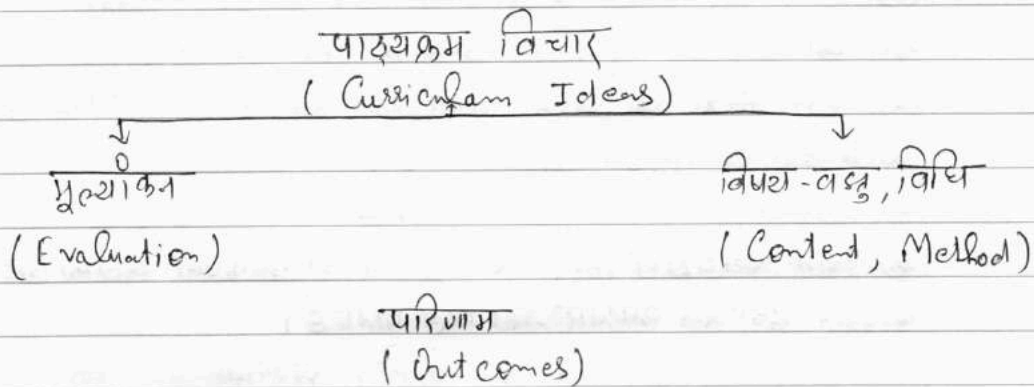 पाठ्यक्रम विचार
( Curriculam Ideas)
मूल्यांकन विषय-वस्तु, विधि
(Evaluation) (Content, Method)
परिणाम
(Outcomes)